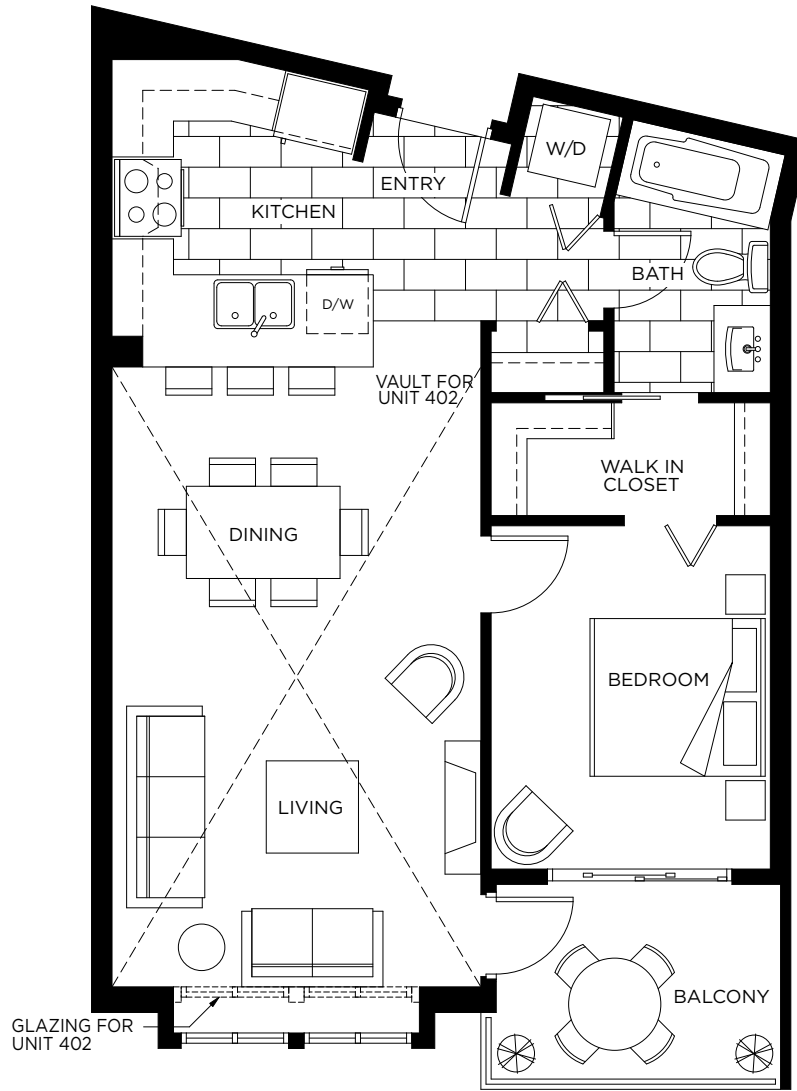 W/D
ENTRY
KITCHEN
BATH
D/W
VAULT FOR
UNIT 402
WALK IN
CLOSET
DINING
BEDROOM
LIVING
BALCONY
GLAZING FOR
UNIT 402